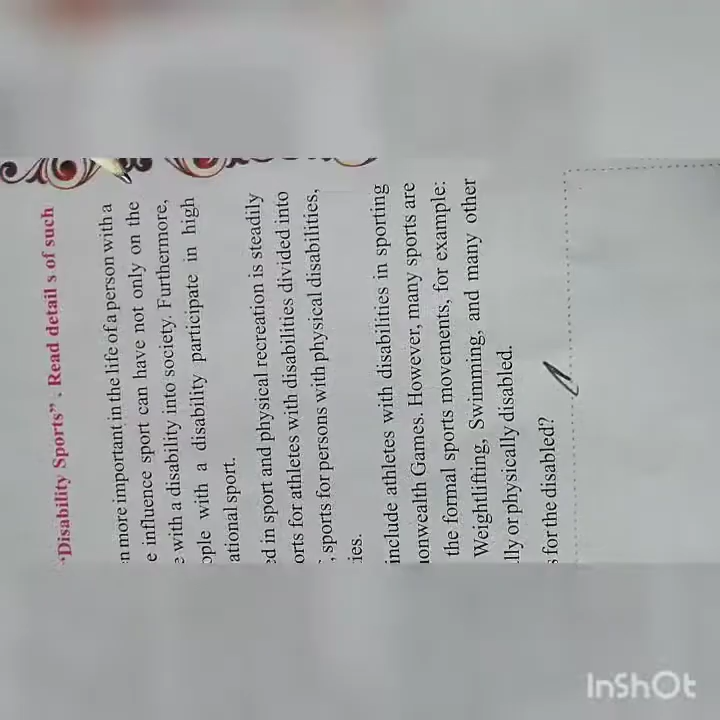 “Disability Sports” . Read detail s of such
more important in the life of a person with a
influence sport can have not only on the
with a disability into society. Furthermore,
with a disability participate in high
ational sport.
ed in sport and physical recreation is steadily
orts for athletes with disabilities divided into
, sports for persons with physical disabilities,
ies.
include athletes with disabilities in sporting
onwealth Games. However, many sports are
the formal sports movements, for example:
Weightlifting, Swimming, and many other
lly or physically disabled.
s for the disabled?
InShOt